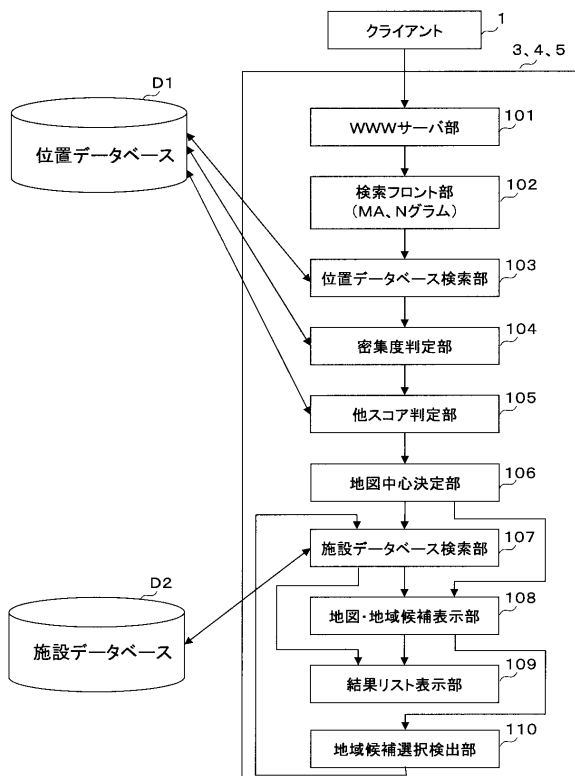 クライアント
1
3、4、5
D1
位置データベース
WWWサーバ部
101
検索フロント部
(MA、Nグラム)
102
位置データベース検索部
103
密集度判定部
104
他スコア判定部
105
地図中心決定部
106
施設データベース検索部
107
D2
施設データベース
地図・地域候補表示部
108
結果リスト表示部
109
地域候補選択検出部
110